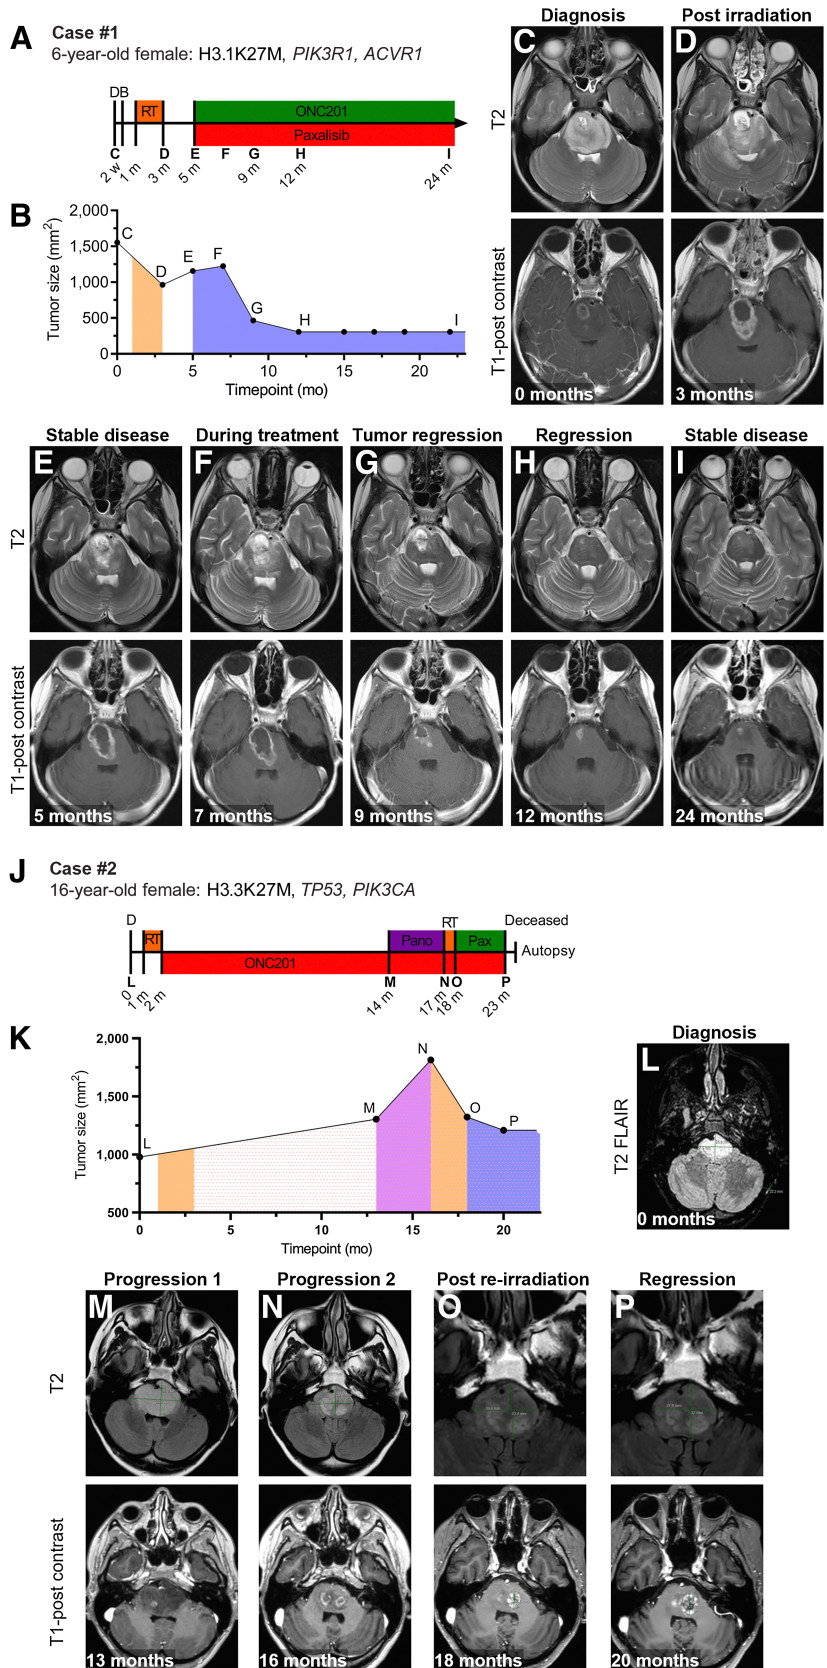 A
Case #1
6-year-old female: H3.1K27M, PIK3R1, ACVR1
DB
RT
ONC201
Paxalisib
C D E F G H I
2 w 1 m 3 m 5 m 9 m 12 m 24 m
B
Tumor size (mm²)
2,000
1,500
1,000
500
0
C
D
E
F
G
H
I
0 5 10 15 20
Timepoint (mo)
Diagnosis
Post irradiation
C
D
T2
T1-post contrast
0 months
3 months
Stable disease
During treatment
Tumor regression
Regression
Stable disease
E
F
G
H
I
T2
T1-post contrast
5 months
7 months
9 months
12 months
24 months
J
Case #2
16-year-old female: H3.3K27M, TP53, PIK3CA
D
RT
ONC201
Pano
RT
Pax
Deceased
Autopsy
L M N O P
0 1 m 2 m 14 m 17 m 18 m 23 m
K
Tumor size (mm²)
2,000
1,500
1,000
500
L
M
N
O
P
0 5 10 15 20
Timepoint (mo)
Diagnosis
L
T2 FLAIR
0 months
Progression 1
Progression 2
Post re-irradiation
Regression
M
N
O
P
T2
T1-post contrast
13 months
16 months
18 months
20 months